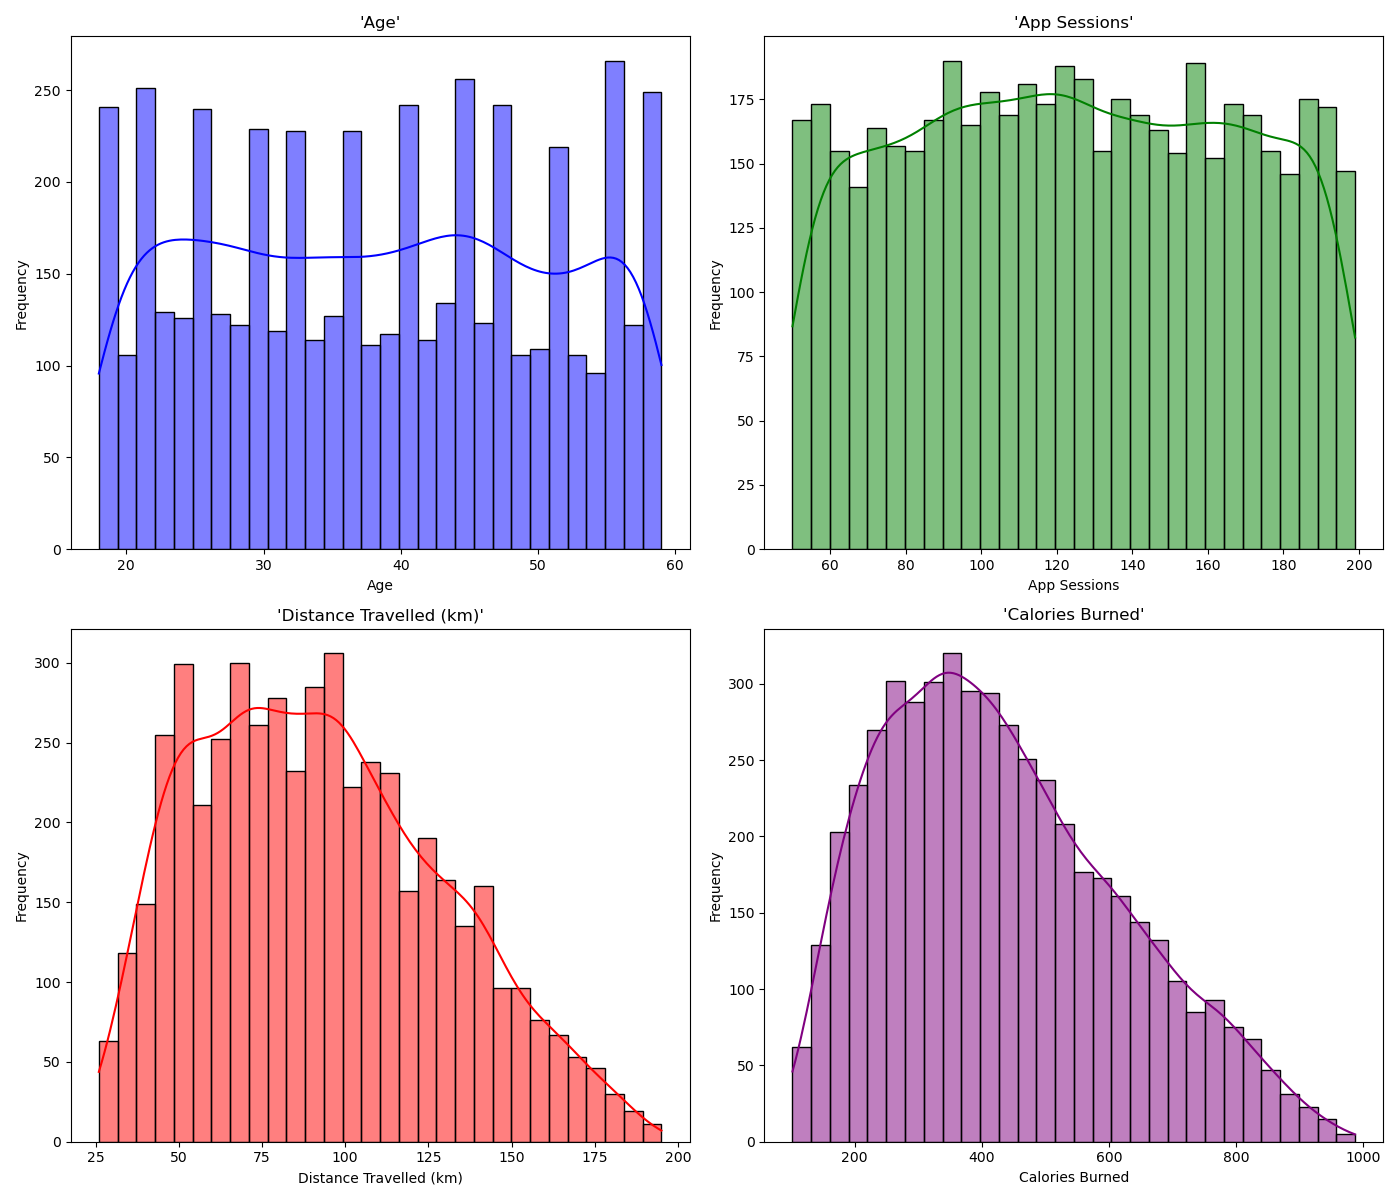 'Age'
250
200
150
100
50
0
Frequency
20 30 40 50 60
Age
'App Sessions'
175
150
125
100
75
50
25
0
Frequency
60 80 100 120 140 160 180 200
App Sessions
'Distance Travelled (km)'
300
250
200
150
100
50
0
Frequency
25 50 75 100 125 150 175 200
Distance Travelled (km)
'Calories Burned'
300
250
200
150
100
50
0
Frequency
200 400 600 800 1000
Calories Burned